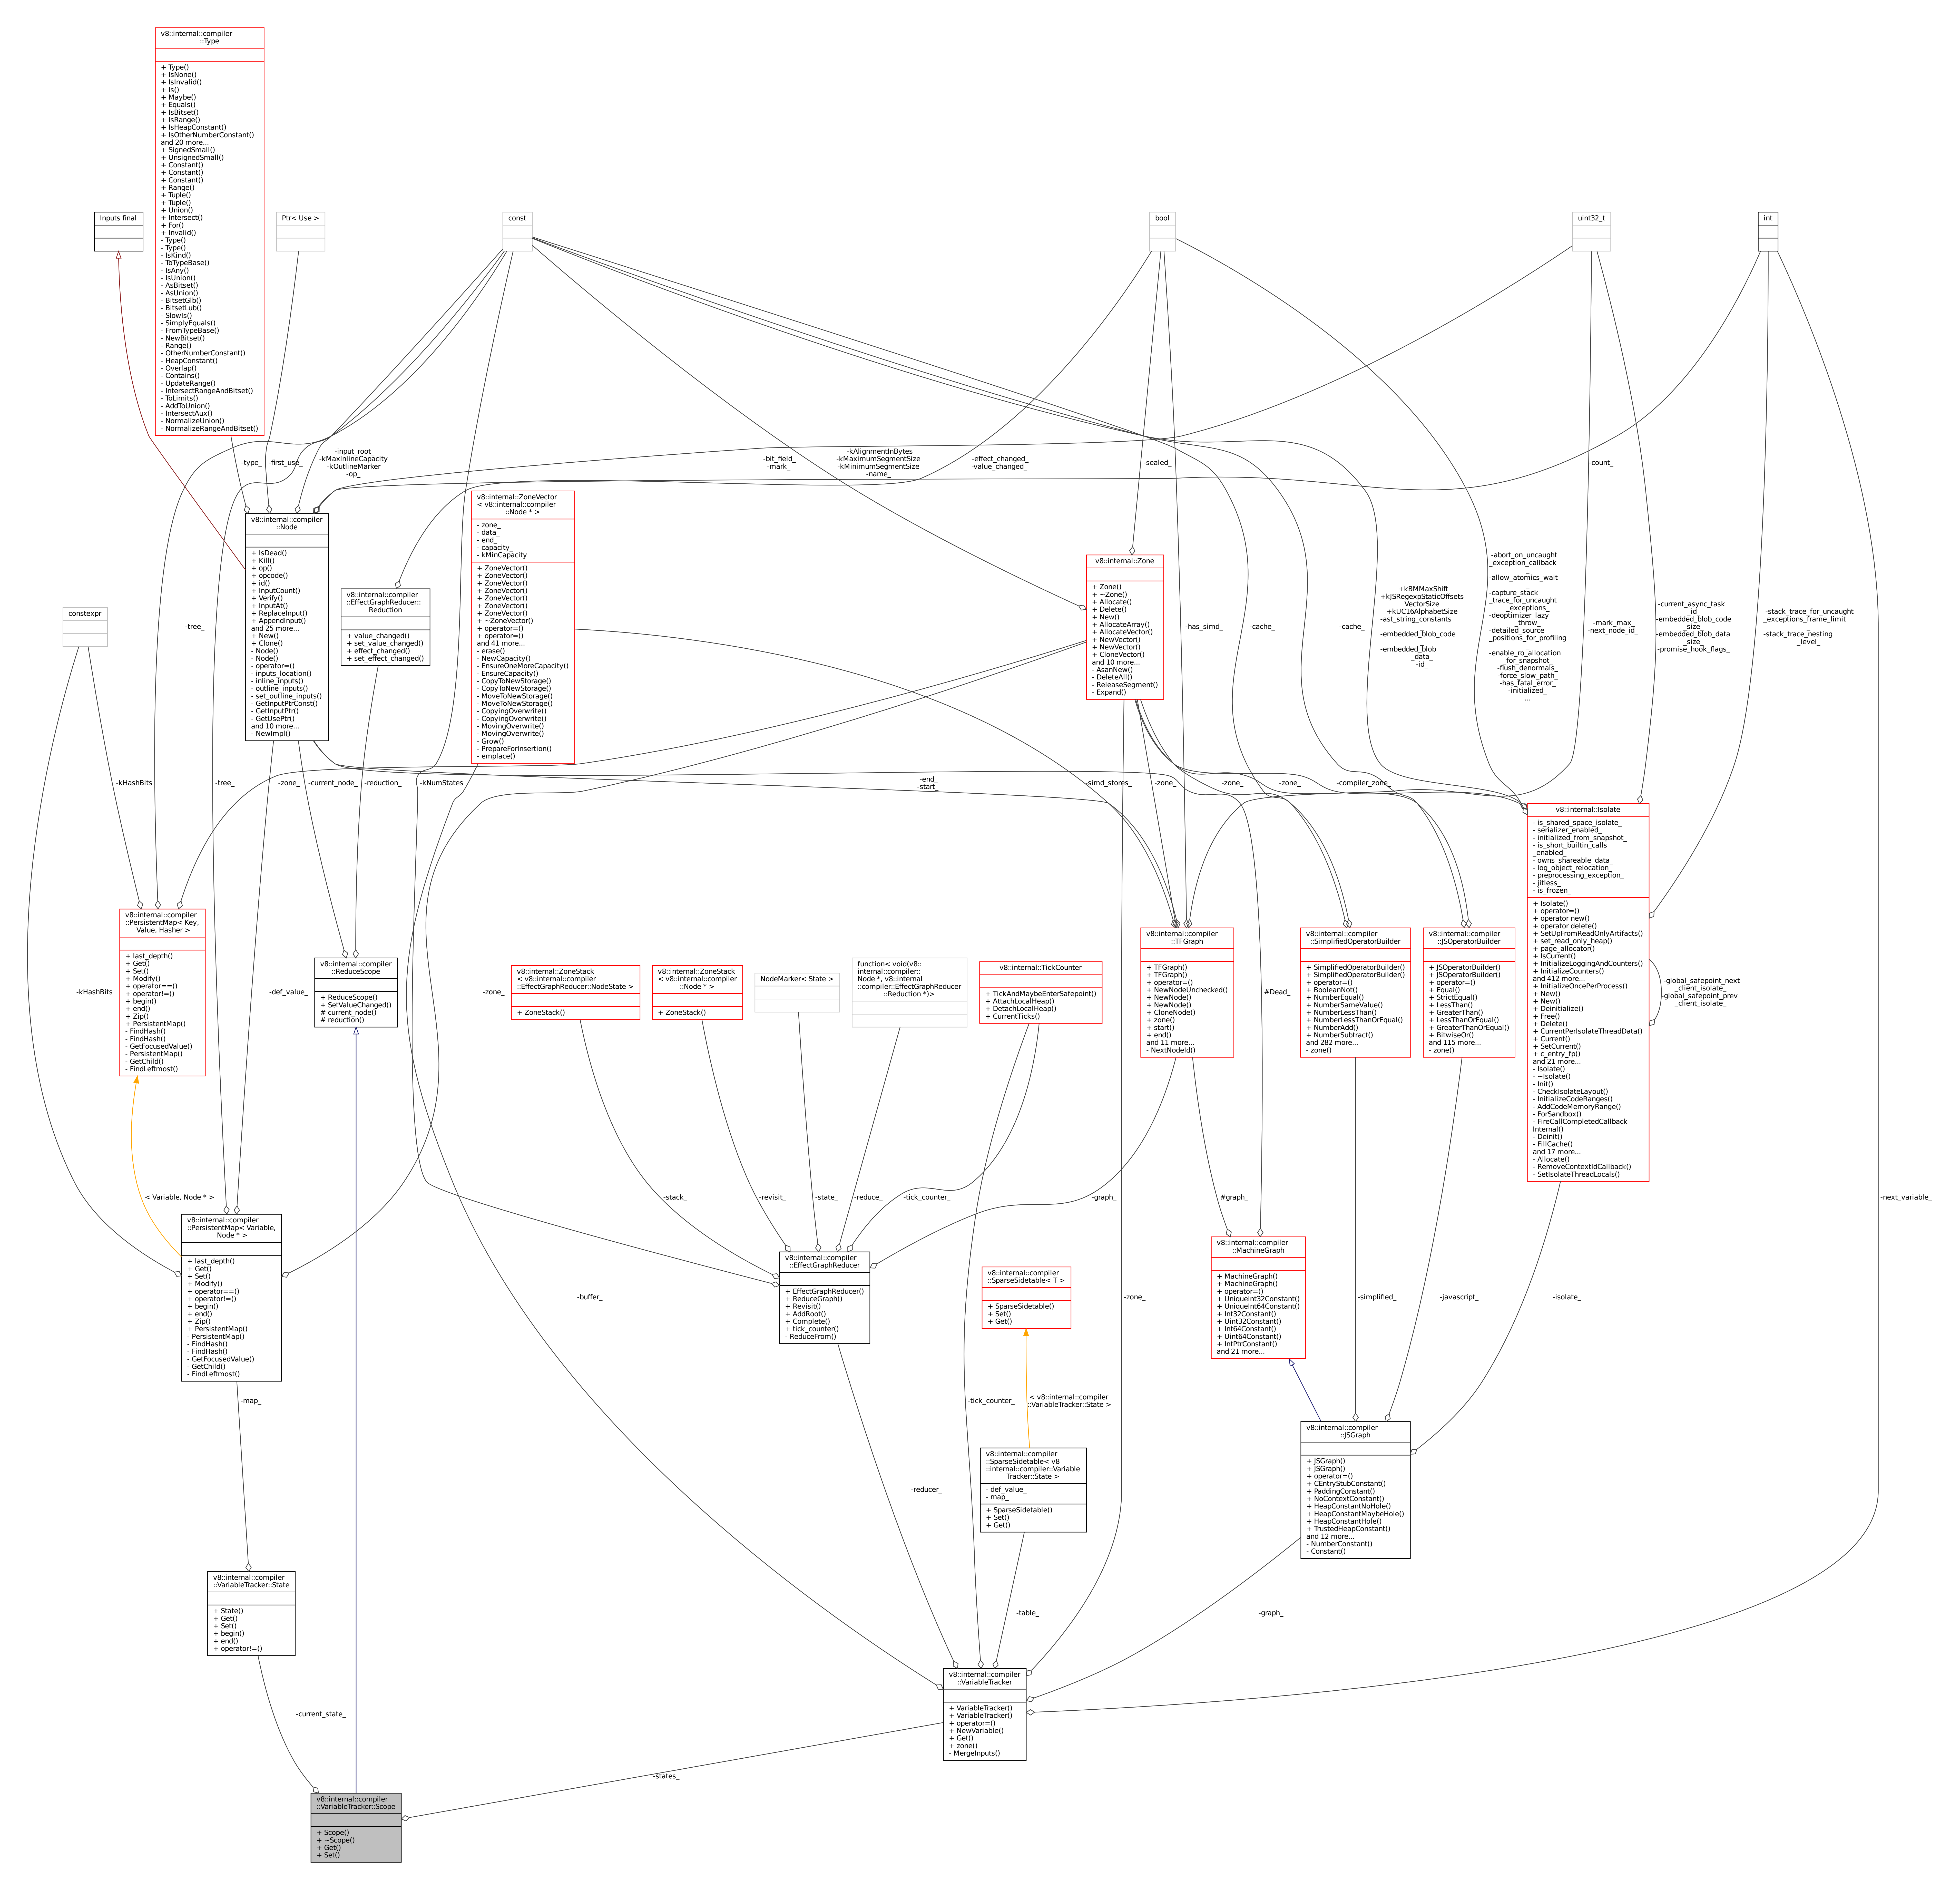 v8::internal::compiler
::Type
+ Type()
+ IsNone()
+ IsInvalid()
+ Is()
+ Maybe()
+ Equals()
+ IsBitset()
+ IsRange()
+ IsHeapConstant()
+ IsOtherNumberConstant()
and 20 more...
+ SignedSmall()
+ UnsignedSmall()
+ Constant()
+ Constant()
+ Constant()
+ Range()
+ Tuple()
+ Tuple()
+ Union()
+ Intersect()
+ For()
+ Invalid()
- Type()
- Type()
- IsKind()
- ToTypeBase()
- IsAny()
- IsUnion()
- AsBitset()
- AsUnion()
- BitsetGlb()
- BitsetLub()
- SlowIs()
- SimplyEquals()
- FromTypeBase()
- NewBitset()
- Range()
- OtherNumberConstant()
- HeapConstant()
- Overlap()
- Contains()
- UpdateRange()
- IntersectRangeAndBitset()
- ToLimits()
- AddToUnion()
- IntersectAux()
- NormalizeUnion()
- NormalizeRangeAndBitset()
Inputs final
Ptr< Use >
const
bool
uint32_t
int
-type_
-first_use_
-input_root_
-kMaxInlineCapacity
-kOutlineMarker
-op_
-bit_field_
-mark_
-kAlignmentInBytes
-kMaximumSegmentSize
-kMinimumSegmentSize
-name_
-effect_changed_
-value_changed_
-sealed_
-count_
v8::internal::ZoneVector
< v8::internal::compiler
::Node * >
- zone_
- data_
- end_
- capacity_
- kMinCapacity
+ ZoneVector()
+ ZoneVector()
+ ZoneVector()
+ ZoneVector()
+ ZoneVector()
+ ZoneVector()
+ ZoneVector()
+ ~ZoneVector()
+ operator=()
+ operator=()
and 41 more...
- erase()
- NewCapacity()
- EnsureOneMoreCapacity()
- EnsureCapacity()
- CopyToNewStorage()
- CopyToNewStorage()
- MoveToNewStorage()
- MoveToNewStorage()
- CopyingOverwrite()
- CopyingOverwrite()
- MovingOverwrite()
- MovingOverwrite()
- Grow()
- PrepareForInsertion()
- emplace()
v8::internal::compiler
::Node
+ IsDead()
+ Kill()
+ op()
+ opcode()
+ id()
+ InputCount()
+ Verify()
+ InputAt()
+ ReplaceInput()
+ AppendInput()
and 25 more...
+ New()
+ Clone()
- Node()
- Node()
- operator=()
- inputs_location()
- inline_inputs()
- outline_inputs()
- set_outline_inputs()
- GetInputPtrConst()
- GetInputPtr()
- GetUsePtr()
and 10 more...
- NewImpl()
v8::internal::compiler
::EffectGraphReducer::
Reduction
+ value_changed()
+ set_value_changed()
+ effect_changed()
+ set_effect_changed()
v8::internal::Zone
+ Zone()
+ ~Zone()
+ Allocate()
+ Delete()
+ New()
+ AllocateArray()
+ AllocateVector()
+ NewVector()
+ NewVector()
+ CloneVector()
and 10 more...
- AsanNew()
- DeleteAll()
- ReleaseSegment()
- Expand()
constexpr
-tree_
-has_simd_
-cache_
-cache_
+kBMMaxShift
+kJSRegexpStaticOffsets
VectorSize
+kUC16AlphabetSize
-ast_string_constants
_
-embedded_blob_code
_
-embedded_blob
_data_
-id_
-abort_on_uncaught
_exception_callback
_
-allow_atomics_wait
_
-capture_stack
_trace_for_uncaught
_exceptions_
-deoptimizer_lazy
_throw_
-detailed_source
_positions_for_profiling
_
-enable_ro_allocation
_for_snapshot_
-flush_denormals_
-force_slow_path_
-has_fatal_error_
-initialized_
...
-mark_max_
-next_node_id_
-current_async_task
_id_
-embedded_blob_code
_size_
-embedded_blob_data
_size_
-promise_hook_flags_
-stack_trace_for_uncaught
_exceptions_frame_limit
_
-stack_trace_nesting
_level_
-kHashBits
-tree_
-zone_
-current_node_
-reduction_
-kNumStates
-end_
-start_
-simd_stores_
-zone_
-zone_
-zone_
-compiler_zone_
v8::internal::Isolate
- is_shared_space_isolate_
- serializer_enabled_
- initialized_from_snapshot_
- is_short_builtin_calls
_enabled_
- owns_shareable_data_
- log_object_relocation_
- preprocessing_exception_
- jitless_
- is_frozen_
+ Isolate()
+ operator=()
+ operator new()
+ operator delete()
+ SetUpFromReadOnlyArtifacts()
+ set_read_only_heap()
+ page_allocator()
+ IsCurrent()
+ InitializeLoggingAndCounters()
+ InitializeCounters()
and 412 more...
+ InitializeOncePerProcess()
+ New()
+ New()
+ Deinitialize()
+ Free()
+ Delete()
+ CurrentPerIsolateThreadData()
+ Current()
+ SetCurrent()
+ c_entry_fp()
and 21 more...
- Isolate()
- ~Isolate()
- Init()
- CheckIsolateLayout()
- InitializeCodeRanges()
- AddCodeMemoryRange()
- ForSandbox()
- FireCallCompletedCallback
Internal()
- Deinit()
- FillCache()
and 17 more...
- Allocate()
- RemoveContextIdCallback()
- SetIsolateThreadLocals()
-global_safepoint_next
_client_isolate_
-global_safepoint_prev
_client_isolate_
v8::internal::compiler
::PersistentMap< Key,
Value, Hasher >
+ last_depth()
+ Get()
+ Set()
+ Modify()
+ operator==()
+ operator!=()
+ begin()
+ end()
+ Zip()
+ PersistentMap()
- FindHash()
- FindHash()
- GetFocusedValue()
- PersistentMap()
- GetChild()
- FindLeftmost()
v8::internal::compiler
::ReduceScope
+ ReduceScope()
+ SetValueChanged()
# current_node()
# reduction()
v8::internal::ZoneStack
< v8::internal::compiler
::EffectGraphReducer::NodeState >
+ ZoneStack()
v8::internal::ZoneStack
< v8::internal::compiler
::Node * >
+ ZoneStack()
NodeMarker< State >
function< void(v8::
internal::compiler::
Node *, v8::internal
::compiler::EffectGraphReducer
::Reduction *)>
v8::internal::TickCounter
+ TickAndMaybeEnterSafepoint()
+ AttachLocalHeap()
+ DetachLocalHeap()
+ CurrentTicks()
v8::internal::compiler
::TFGraph
+ TFGraph()
+ TFGraph()
+ operator=()
+ NewNodeUnchecked()
+ NewNode()
+ NewNode()
+ CloneNode()
+ zone()
+ start()
+ end()
and 11 more...
- NextNodeId()
v8::internal::compiler
::SimplifiedOperatorBuilder
+ SimplifiedOperatorBuilder()
+ SimplifiedOperatorBuilder()
+ operator=()
+ BooleanNot()
+ NumberEqual()
+ NumberSameValue()
+ NumberLessThan()
+ NumberLessThanOrEqual()
+ NumberAdd()
+ NumberSubtract()
and 282 more...
- zone()
v8::internal::compiler
::JSOperatorBuilder
+ JSOperatorBuilder()
+ JSOperatorBuilder()
+ operator=()
+ Equal()
+ StrictEqual()
+ LessThan()
+ GreaterThan()
+ LessThanOrEqual()
+ GreaterThanOrEqual()
+ BitwiseOr()
and 115 more...
- zone()
-kHashBits
-def_value_
-zone_
#Dead_
< Variable, Node * >
-stack_
-revisit_
-state_
-reduce_
-tick_counter_
-graph_
#graph_
-next_variable_
v8::internal::compiler
::PersistentMap< Variable,
Node * >
+ last_depth()
+ Get()
+ Set()
+ Modify()
+ operator==()
+ operator!=()
+ begin()
+ end()
+ Zip()
+ PersistentMap()
- PersistentMap()
- FindHash()
- FindHash()
- GetFocusedValue()
- GetChild()
- FindLeftmost()
v8::internal::compiler
::EffectGraphReducer
+ EffectGraphReducer()
+ ReduceGraph()
+ Revisit()
+ AddRoot()
+ Complete()
+ tick_counter()
- ReduceFrom()
v8::internal::compiler
::SparseSidetable< T >
+ SparseSidetable()
+ Set()
+ Get()
v8::internal::compiler
::MachineGraph
+ MachineGraph()
+ MachineGraph()
+ operator=()
+ UniqueInt32Constant()
+ UniqueInt64Constant()
+ Int32Constant()
+ Uint32Constant()
+ Int64Constant()
+ Uint64Constant()
+ IntPtrConstant()
and 21 more...
-buffer_
-zone_
-simplified_
-javascript_
-isolate_
-map_
-tick_counter_
< v8::internal::compiler
::VariableTracker::State >
v8::internal::compiler
::JSGraph
+ JSGraph()
+ JSGraph()
+ operator=()
+ CEntryStubConstant()
+ PaddingConstant()
+ NoContextConstant()
+ HeapConstantNoHole()
+ HeapConstantMaybeHole()
+ HeapConstantHole()
+ TrustedHeapConstant()
and 12 more...
- NumberConstant()
- Constant()
v8::internal::compiler
::SparseSidetable< v8
::internal::compiler::Variable
Tracker::State >
- def_value_
- map_
+ SparseSidetable()
+ Set()
+ Get()
-reducer_
v8::internal::compiler
::VariableTracker::State
+ State()
+ Get()
+ Set()
+ begin()
+ end()
+ operator!=()
-table_
-graph_
v8::internal::compiler
::VariableTracker
+ VariableTracker()
+ VariableTracker()
+ operator=()
+ NewVariable()
+ Get()
+ zone()
- MergeInputs()
-current_state_
-states_
v8::internal::compiler
::VariableTracker::Scope
+ Scope()
+ ~Scope()
+ Get()
+ Set()